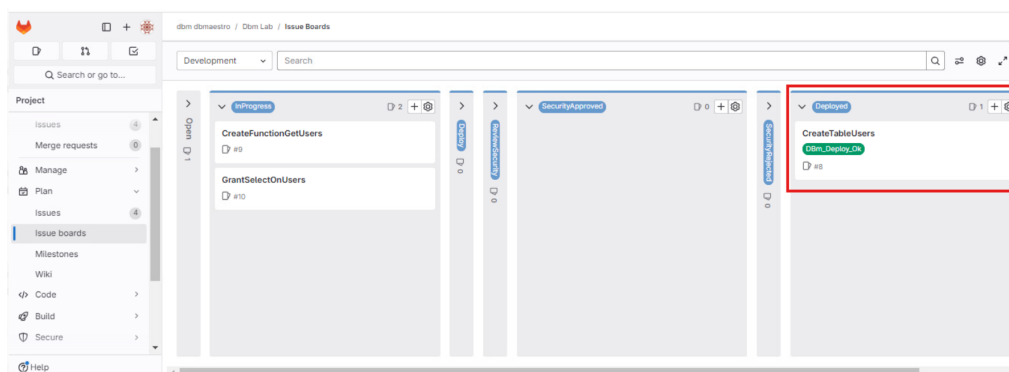 dbm dbmaestro / Dbm Lab / Issue Boards
Search or go to...
Project
Issues 4
Merge requests 0
Manage
Plan
Issues 4
Issue boards
Milestones
Wiki
Code
Build
Secure
Help
Development
Search
Open 1
InProgress 2
CreateFunctionGetUsers
#9
GrantSelectOnUsers
#10
Deploy 0
ReviewSecurity 0
SecurityApproved 0
SecurityRejected 0
Deployed 1
CreateTableUsers
DBm_Deploy_Ok
#8